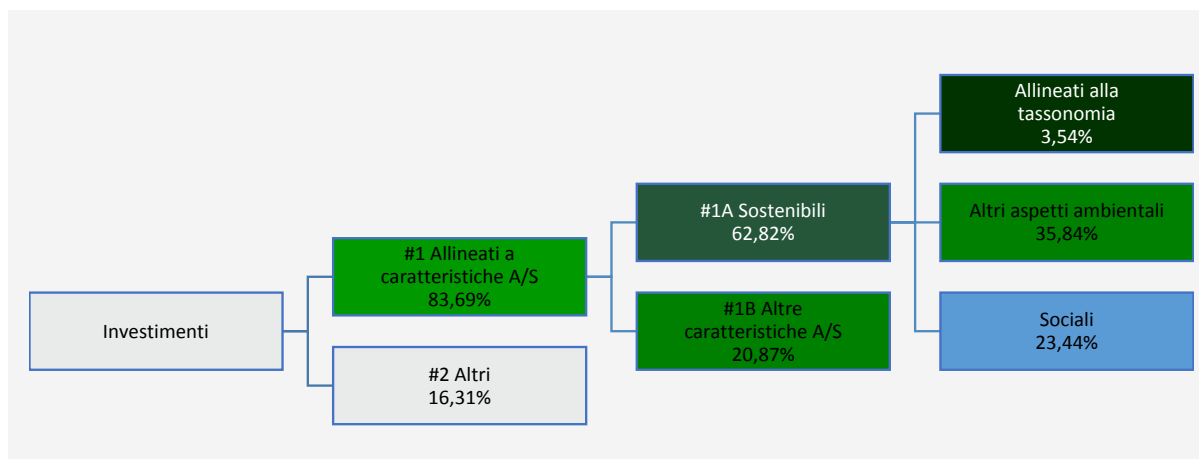 Investimenti
#1 Allineati a
caratteristiche A/S
83,69%
#2 Altri
16,31%
#1A Sostenibili
62,82%
#1B Altre
caratteristiche A/S
20,87%
Allineati alla
tassonomia
3,54%
Altri aspetti ambientali
35,84%
Sociali
23,44%